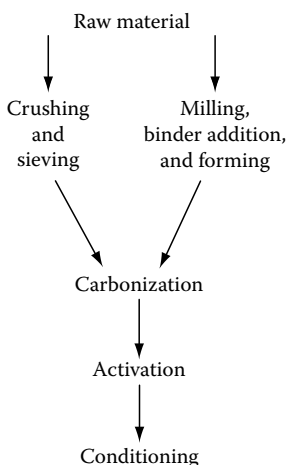 Raw material
Crushing
and
sieving
Milling,
binder addition,
and forming
Carbonization
Activation
Conditioning